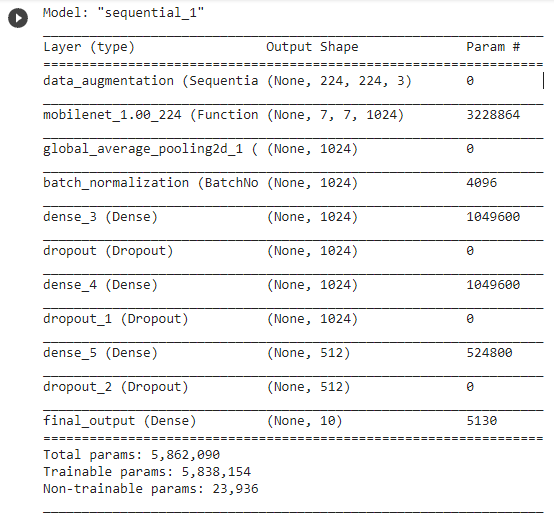 Model: "sequential_1"
Layer (type) Output Shape Param #
data_augmentation (Sequentia (None, 224, 224, 3) 0
mobilenet_1.00_224 (Function (None, 7, 7, 1024) 3228864
global_average_pooling2d_1 ( (None, 1024) 0
batch_normalization (BatchNo (None, 1024) 4096
dense_3 (Dense) (None, 1024) 1049600
dropout (Dropout) (None, 1024) 0
dense_4 (Dense) (None, 1024) 1049600
dropout_1 (Dropout) (None, 1024) 0
dense_5 (Dense) (None, 512) 524800
dropout_2 (Dropout) (None, 512) 0
final_output (Dense) (None, 10) 5130
Total params: 5,862,090
Trainable params: 5,838,154
Non-trainable params: 23,936